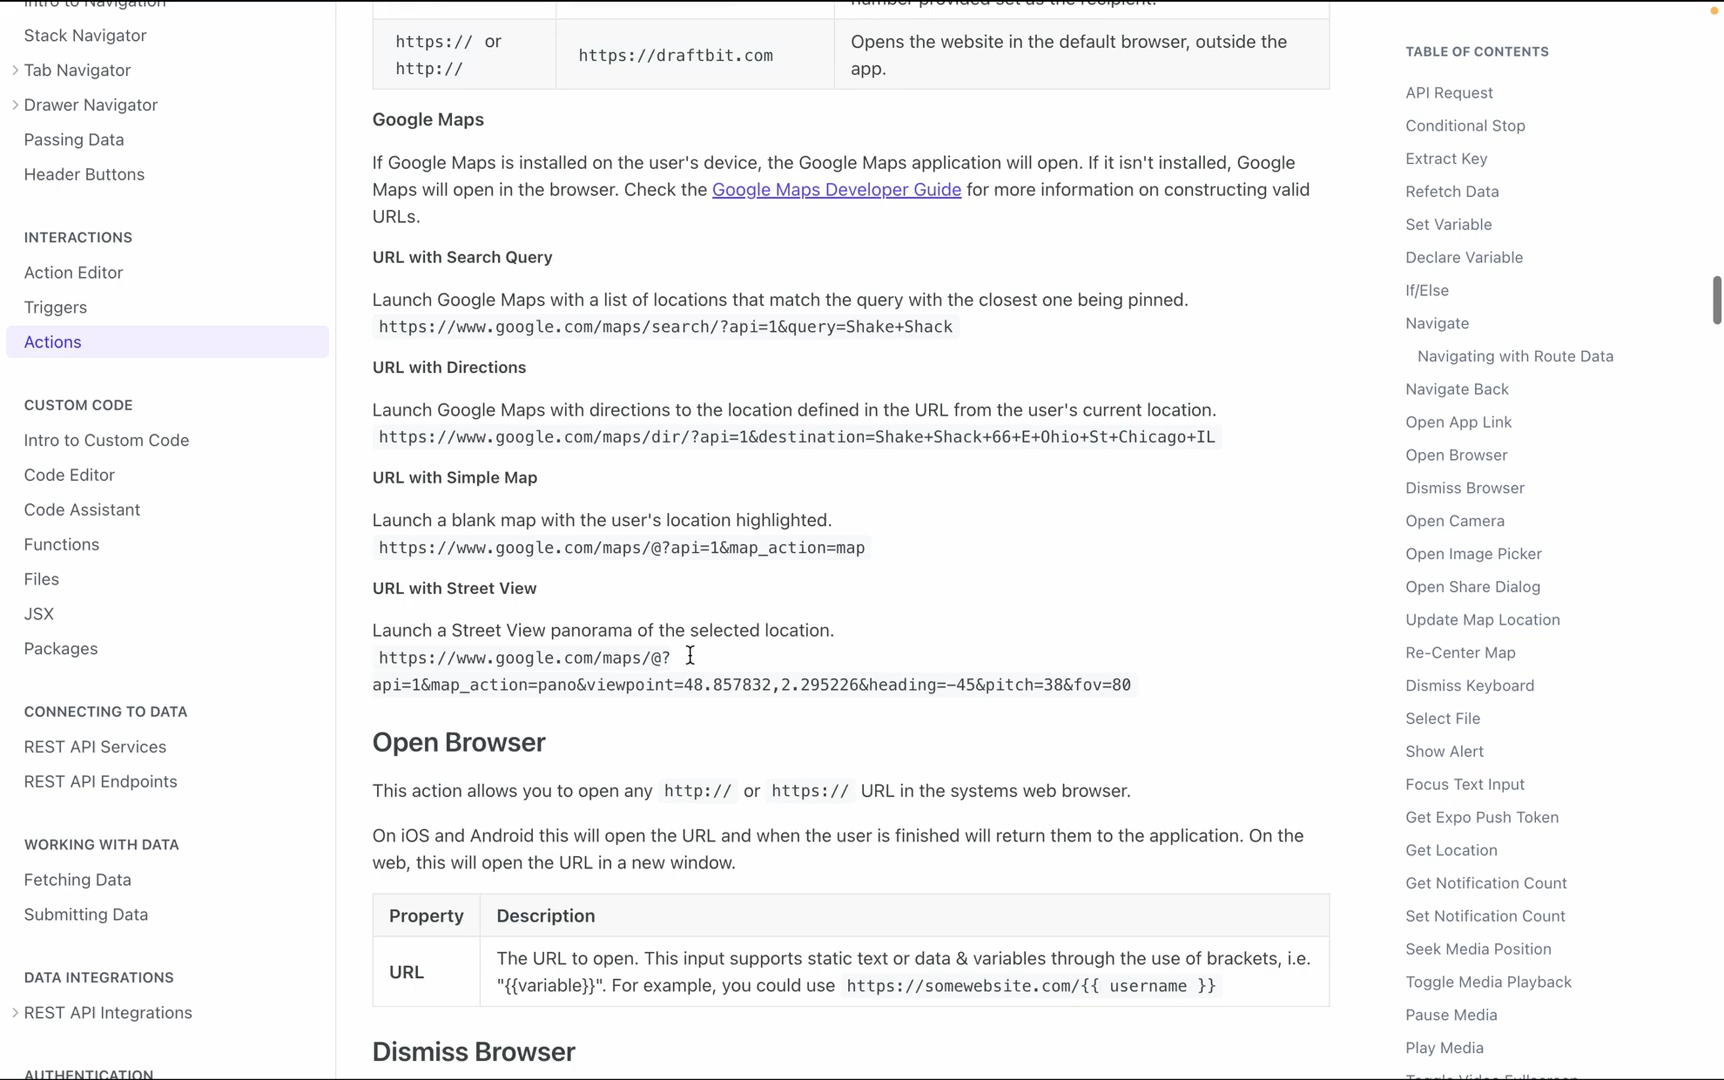 Intro to Navigation
Stack Navigator
Tab Navigator
Drawer Navigator
Passing Data
Header Buttons
INTERACTIONS
Action Editor
Triggers
Actions
CUSTOM CODE
Intro to Custom Code
Code Editor
Code Assistant
Functions
Files
JSX
Packages
CONNECTING TO DATA
REST API Services
REST API Endpoints
WORKING WITH DATA
Fetching Data
Submitting Data
DATA INTEGRATIONS
REST API Integrations
AUTHENTICATION
number provided set as the recipient.
https:// or
http://
https://draftbit.com
Opens the website in the default browser, outside the
app.
Google Maps
If Google Maps is installed on the user's device, the Google Maps application will open. If it isn't installed, Google
Maps will open in the browser. Check the Google Maps Developer Guide for more information on constructing valid
URLs.
URL with Search Query
Launch Google Maps with a list of locations that match the query with the closest one being pinned.
https://www.google.com/maps/search/?api=1&query=Shake+Shack
URL with Directions
Launch Google Maps with directions to the location defined in the URL from the user's current location.
https://www.google.com/maps/dir/?api=1&destination=Shake+Shack+66+E+Ohio+St+Chicago+IL
URL with Simple Map
Launch a blank map with the user's location highlighted.
https://www.google.com/maps/@?api=1&map_action=map
URL with Street View
Launch a Street View panorama of the selected location.
https://www.google.com/maps/@?
api=1&map_action=pano&viewpoint=48.857832,2.295226&heading=-45&pitch=38&fov=80
Open Browser
This action allows you to open any http:// or https:// URL in the systems web browser.
On iOS and Android this will open the URL and when the user is finished will return them to the application. On the
web, this will open the URL in a new window.
Property Description
URL
The URL to open. This input supports static text or data & variables through the use of brackets, i.e.
"{{variable}}". For example, you could use https://somewebsite.com/{{ username }}
Dismiss Browser
TABLE OF CONTENTS
API Request
Conditional Stop
Extract Key
Refetch Data
Set Variable
Declare Variable
If/Else
Navigate
Navigating with Route Data
Navigate Back
Open App Link
Open Browser
Dismiss Browser
Open Camera
Open Image Picker
Open Share Dialog
Update Map Location
Re-Center Map
Dismiss Keyboard
Select File
Show Alert
Focus Text Input
Get Expo Push Token
Get Location
Get Notification Count
Set Notification Count
Seek Media Position
Toggle Media Playback
Pause Media
Play Media